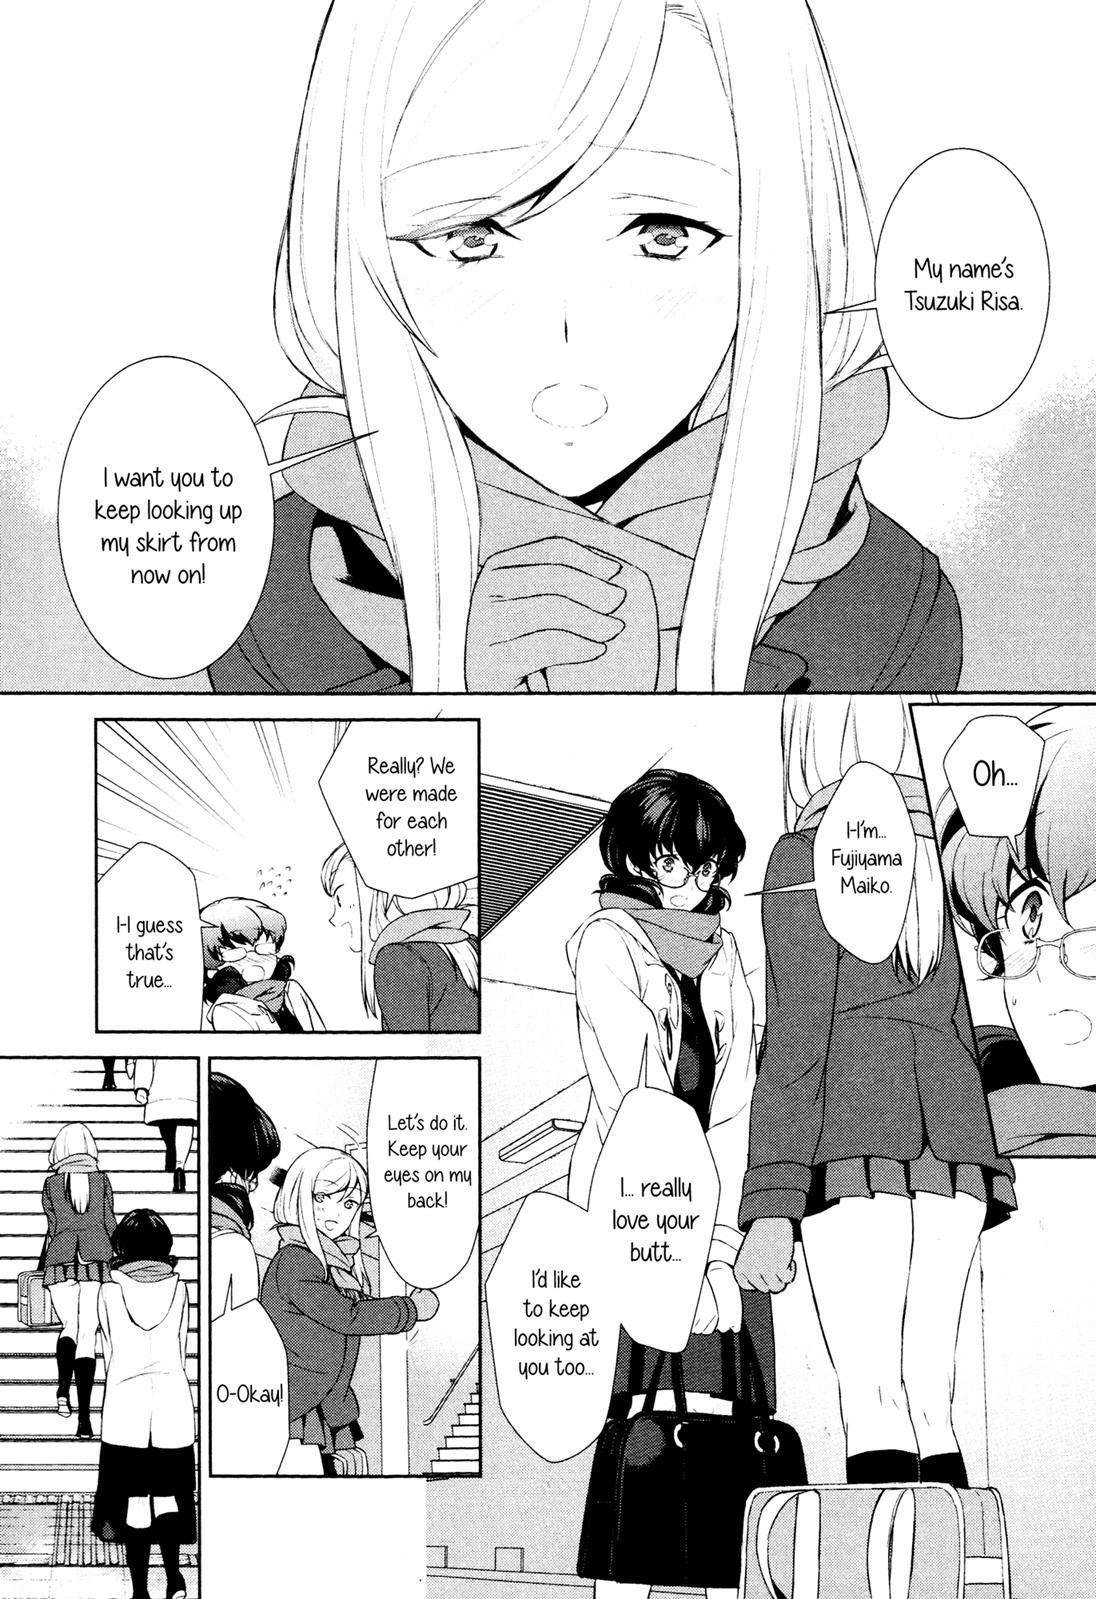 My name's
Tsuzuki Risa.
I want you to
keep looking up
my skirt from
now on!
Oh...
I-I'm...
Fujiyama
Maiko.
I... really
love your
butt...
I'd like
to keep
looking at
you too...
Really? We
were made
for each
other!
I-I guess
that's
true...
Let's do it.
Keep your
eyes on my
back!
O-Okay!